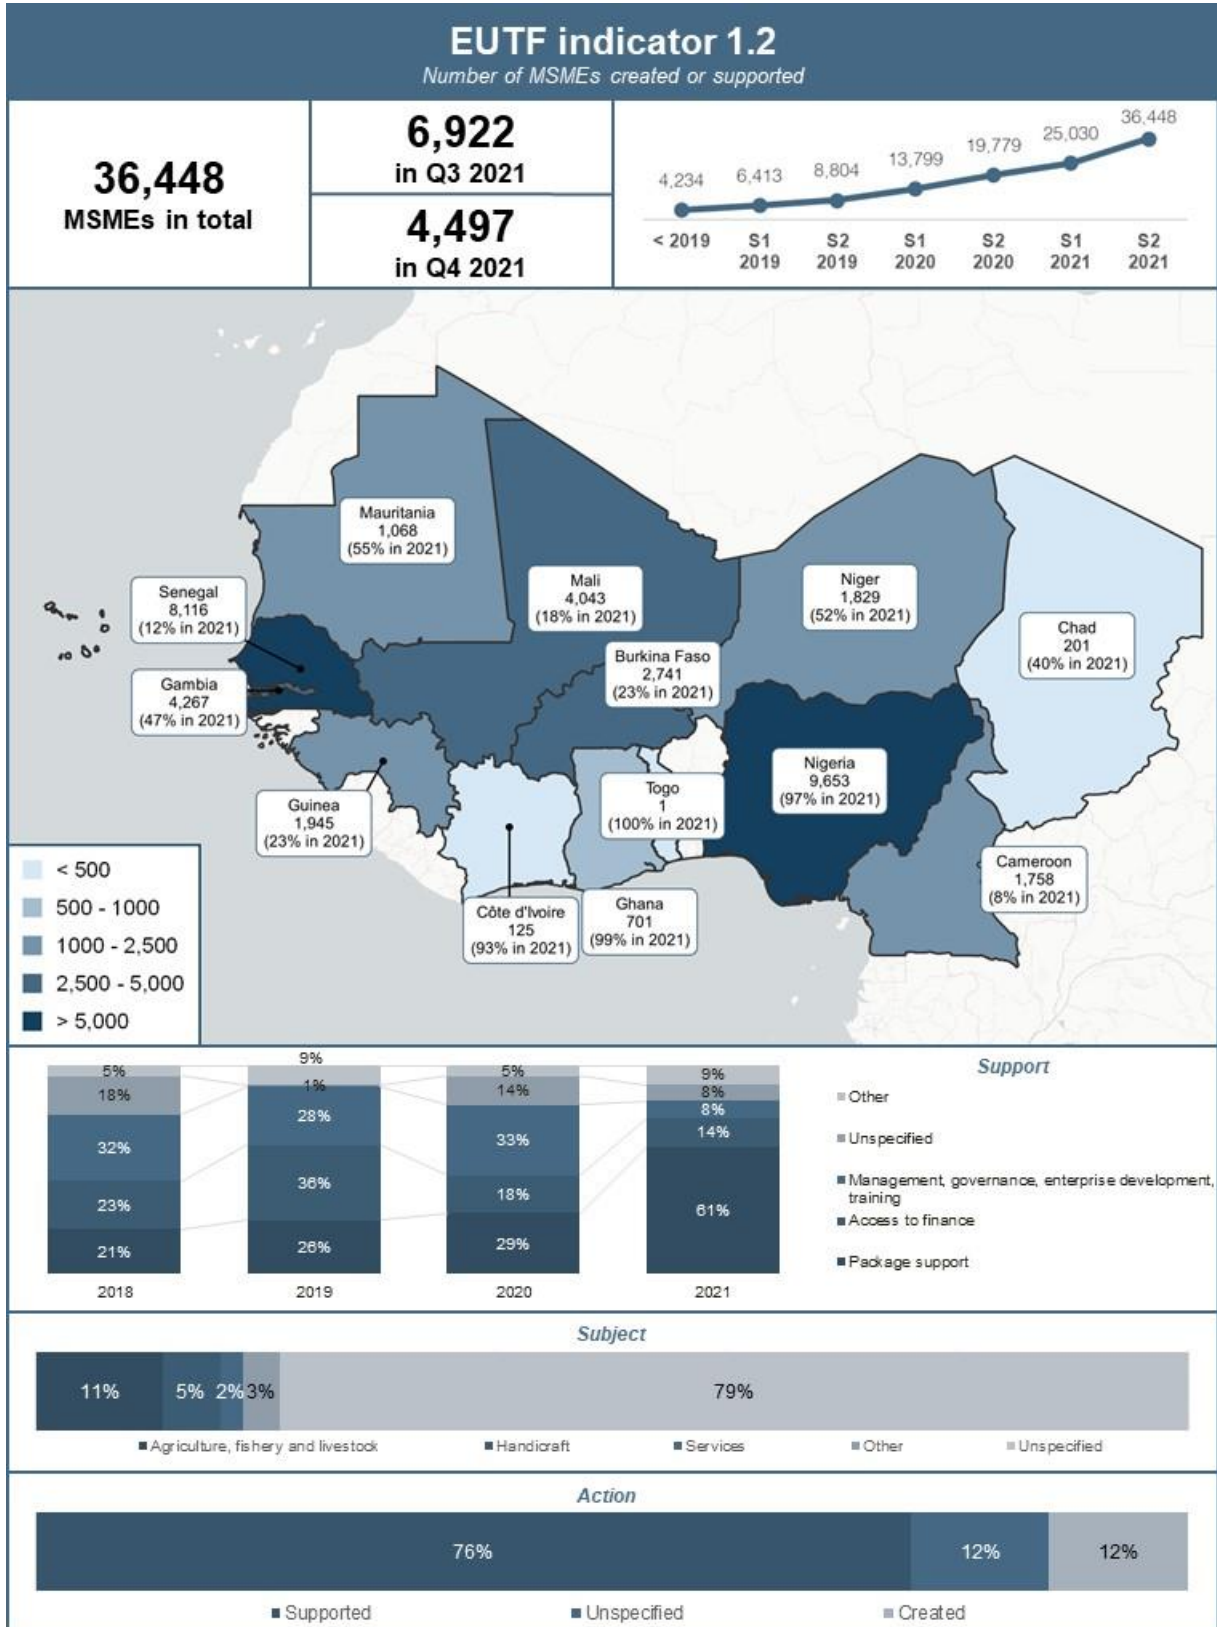 EUTF indicator 1.2
Number of MSMEs created or supported
36,448
MSMEs in total
6,922
in Q3 2021
4,497
in Q4 2021
4,234
6,413
8,804
13,799
19,779
25,030
36,448
< 2019
S1
2019
S2
2019
S1
2020
S2
2020
S1
2021
S2
2021
Mauritania
1,068
(55% in 2021)
Mali
4,043
(18% in 2021)
Niger
1,829
(52% in 2021)
Senegal
8,116
(12% in 2021)
Chad
201
(40% in 2021)
Burkina Faso
2,741
(23% in 2021)
Gambia
4,267
(47% in 2021)
Nigeria
9,653
(97% in 2021)
Togo
1
(100% in 2021)
Guinea
1,945
(23% in 2021)
Cameroon
1,758
(8% in 2021)
Côte d'Ivoire
125
(93% in 2021)
Ghana
701
(99% in 2021)
< 500
500 - 1000
1000 - 2,500
2,500 - 5,000
> 5,000
5%
18%
32%
23%
21%
2018
9%
1%
28%
36%
26%
2019
5%
14%
33%
18%
29%
2020
9%
8%
8%
14%
61%
2021
Support
Other
Unspecified
Management, governance, enterprise development,
training
Access to finance
Package support
Subject
11% 5% 2% 3% 79%
Agriculture, fishery and livestock Handicraft Services Other Unspecified
Action
76% 12% 12%
Supported Unspecified Created